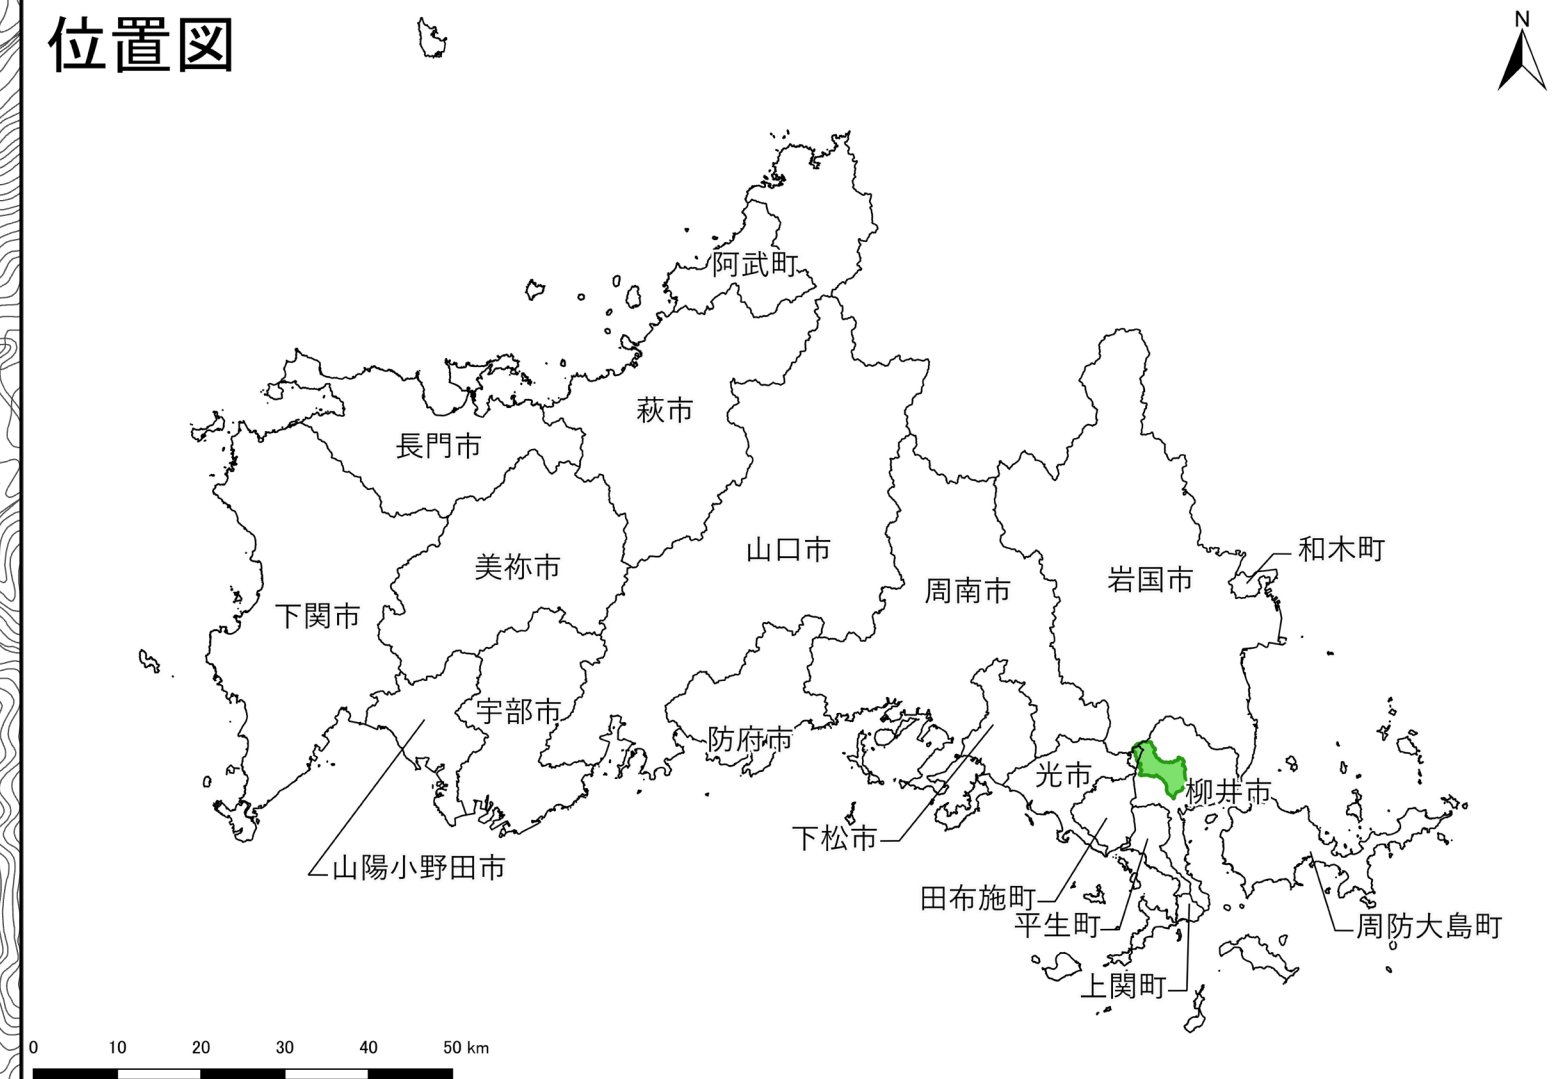 位置図
N
阿武町
萩市
長門市
山口市
和木町
美祢市
岩国市
周南市
下関市
宇部市
防府市
光市
柳井市
下松市
山陽小野田市
田布施町
平生町
周防大島町
上関町
0 10 20 30 40 50 km